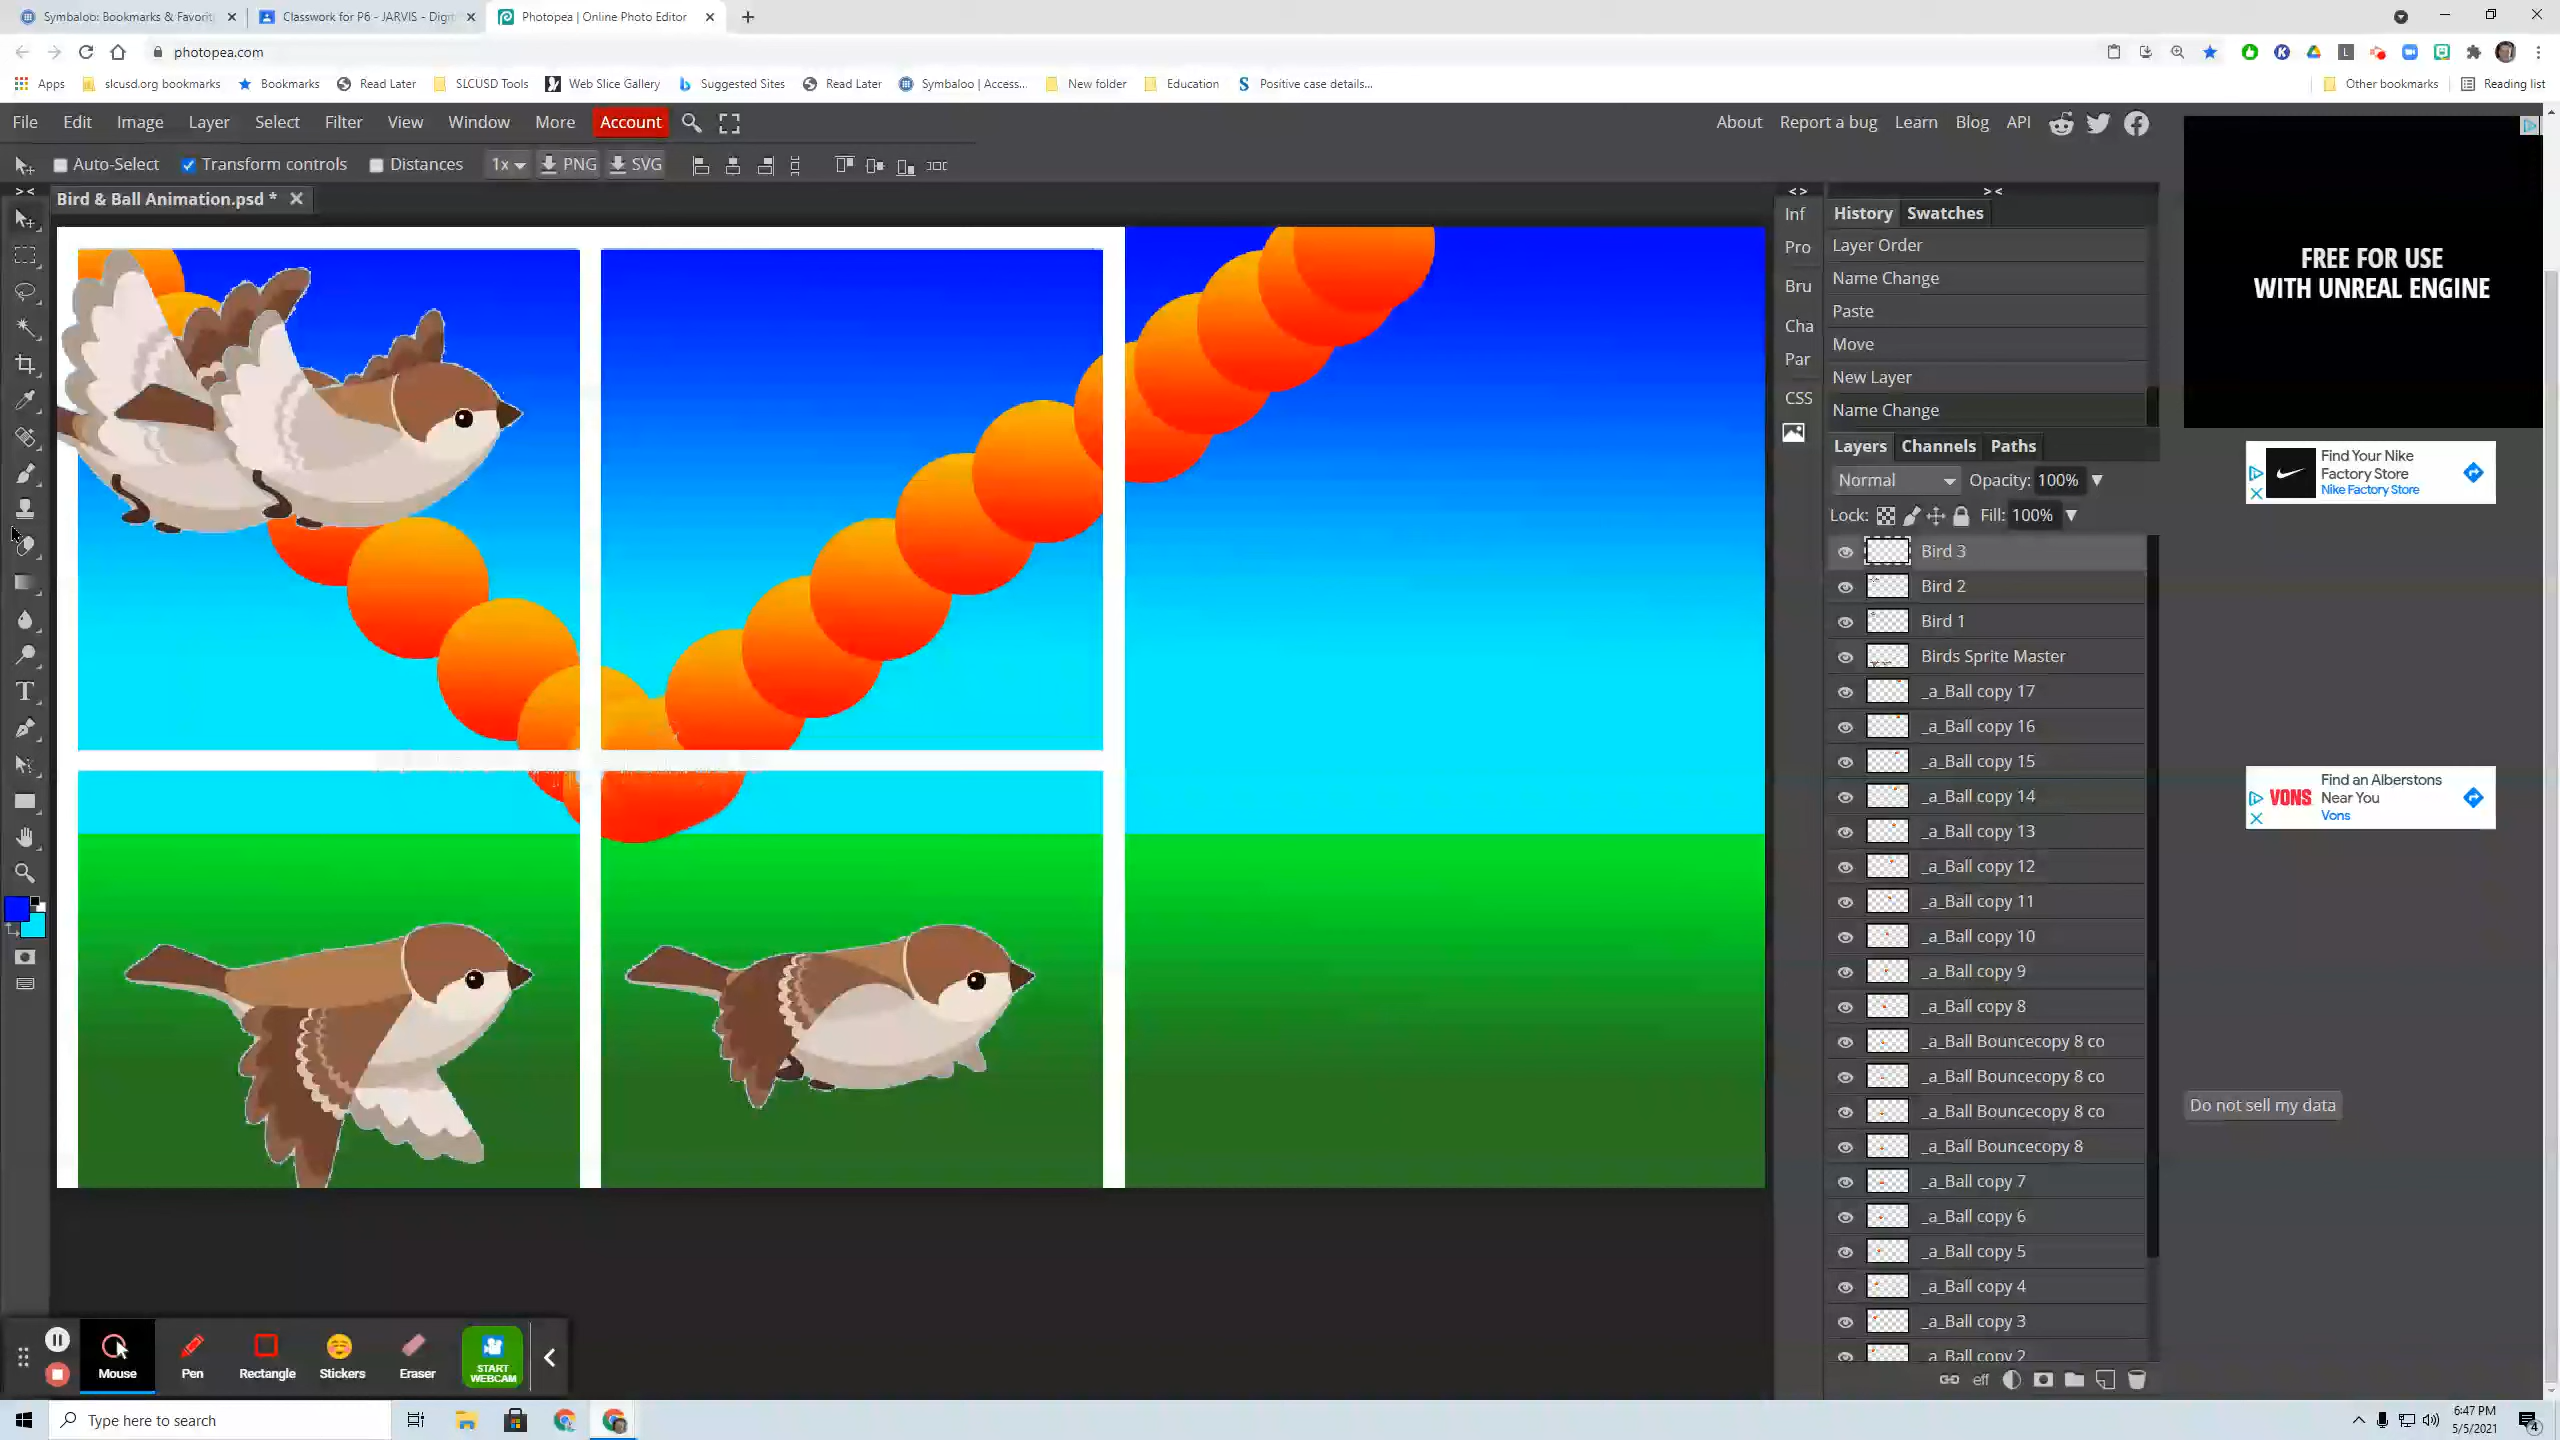 Symbaloo: Bookmarks & Favorit
Classwork for P6 - JARVIS - Digit
Photopea | Online Photo Editor
photopea.com
Apps slcusd.org bookmarks Bookmarks Read Later SLCUSD Tools Web Slice Gallery Suggested Sites Read Later Symbaloo | Access... New folder Education Positive case details... Other bookmarks Reading list
File Edit Image Layer Select Filter View Window More Account About Report a bug Learn Blog API
Auto-Select Transform controls Distances 1x PNG SVG
Bird & Ball Animation.psd *
Inf
Pro
Bru
Cha
Par
CSS
History Swatches
Layer Order
Name Change
Paste
Move
New Layer
Name Change
Layers Channels Paths
Normal Opacity: 100%
Lock: Fill: 100%
Bird 3
Bird 2
Bird 1
Birds Sprite Master
_a_Ball copy 17
_a_Ball copy 16
_a_Ball copy 15
_a_Ball copy 14
_a_Ball copy 13
_a_Ball copy 12
_a_Ball copy 11
_a_Ball copy 10
_a_Ball copy 9
_a_Ball copy 8
_a_Ball Bouncecopy 8 co
_a_Ball Bouncecopy 8 co
_a_Ball Bouncecopy 8 co
_a_Ball Bouncecopy 8
_a_Ball copy 7
_a_Ball copy 6
_a_Ball copy 5
_a_Ball copy 4
_a_Ball copy 3
_a_Ball copy 2
eff
FREE FOR USE
WITH UNREAL ENGINE
Find Your Nike
Factory Store
Nike Factory Store
VONS
Find an Albertsons
Near You
Vons
Do not sell my data
Mouse Pen Rectangle Stickers Eraser START
WEBCAM
Type here to search
6:47 PM
5/5/2021
4